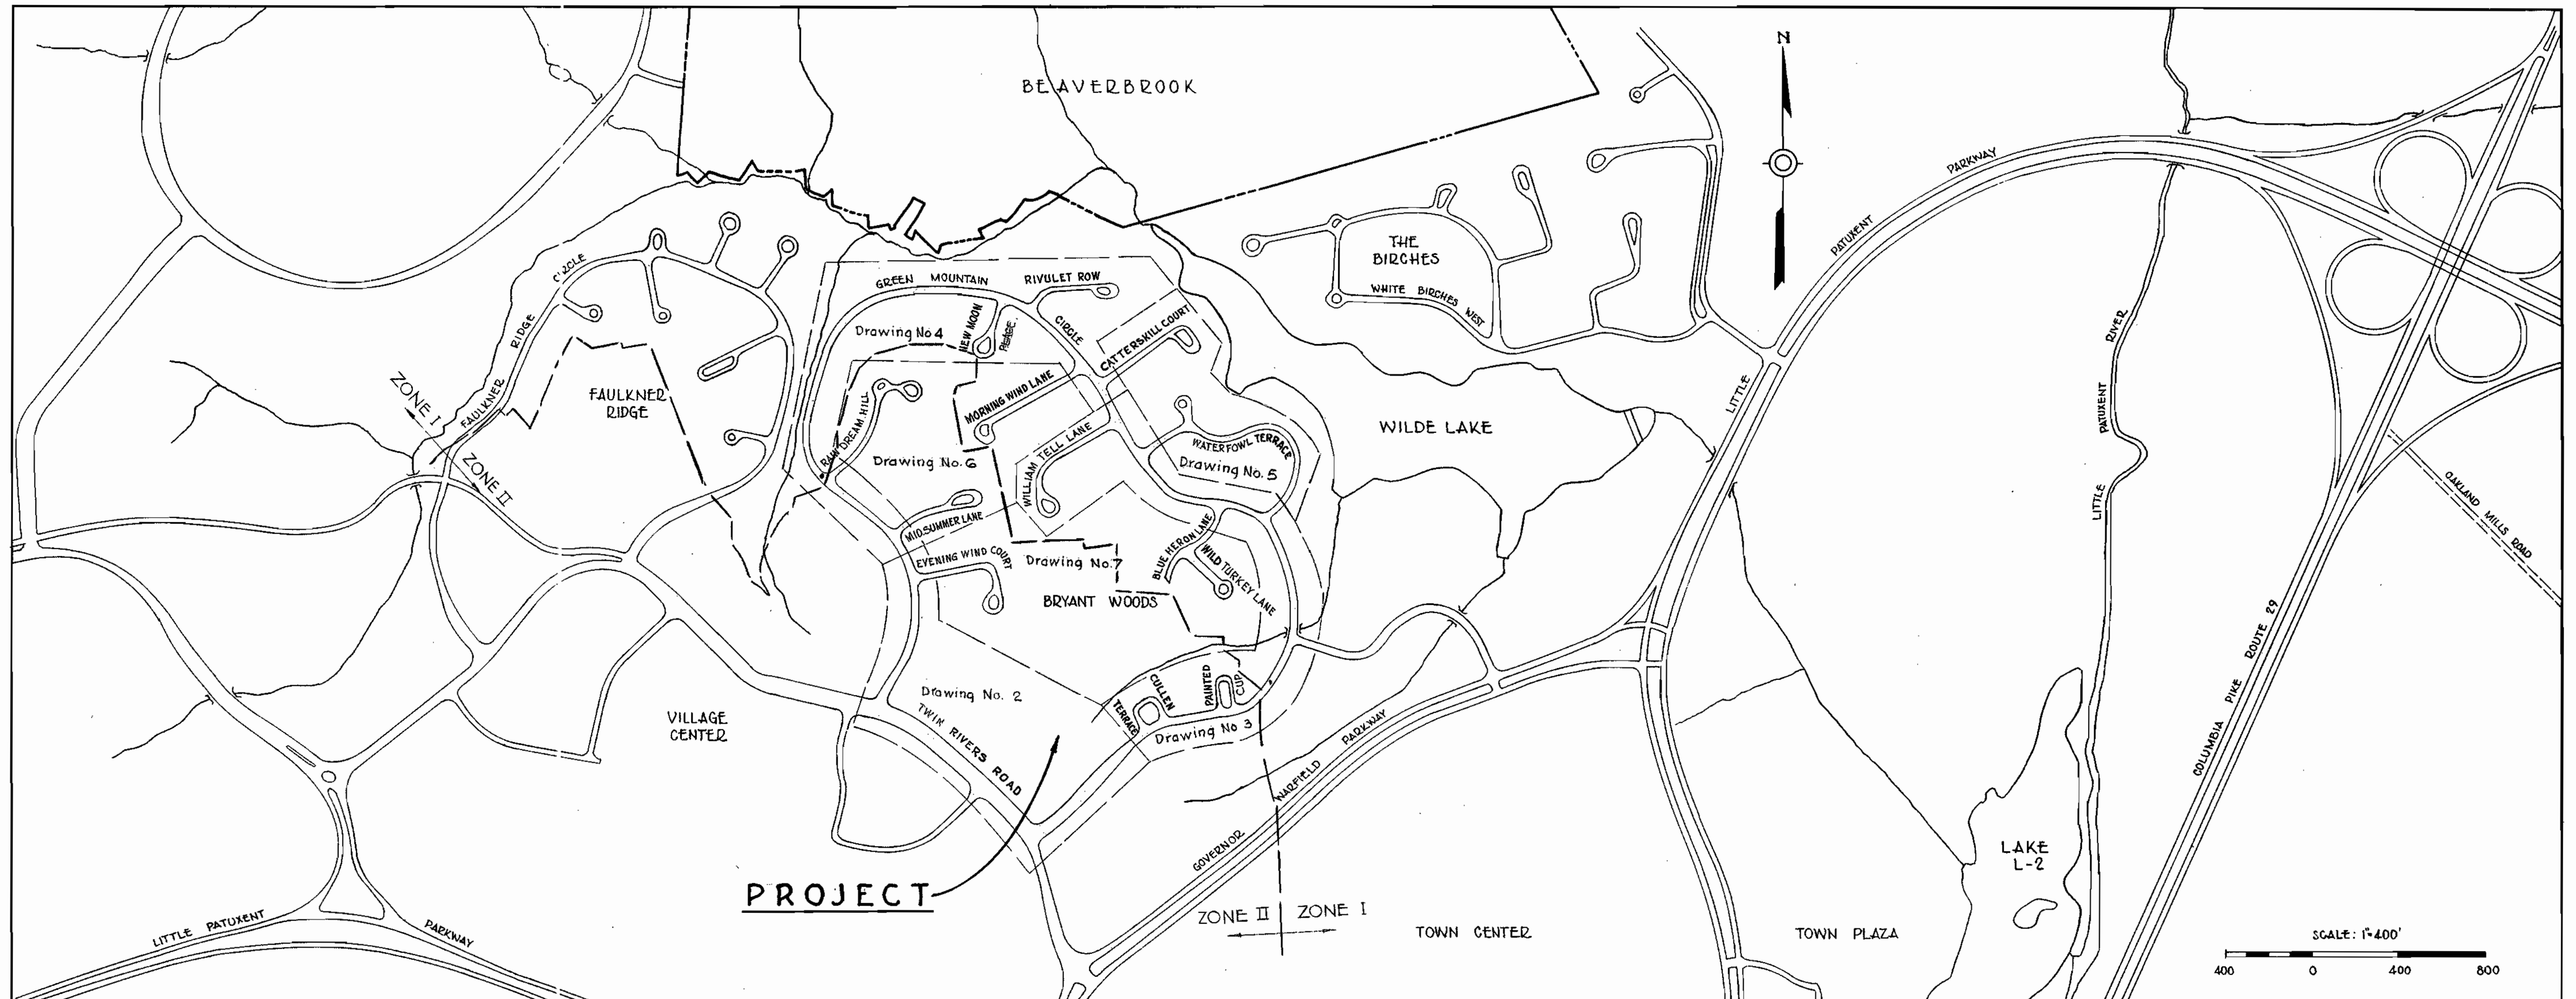 N
BEAVERBROOK
PARKWAY
PATUXENT
LITTLE
THE
BIRCHES
WHITE BIRCHES WEST
CIRCLE
RIDGE
FAULKNER
GREEN MOUNTAIN
CIRCLE
RIVULET ROW
Drawing No 4
NEW MOON
PLACE
CATTERSKILL COURT
MORNING WIND LANE
RAIN DREAM HILL
WILLIAM TELL LANE
WATERFOWL TERRACE
Drawing No. 5
Drawing No. 6
ZONE I
ZONE II
FAULKNER
RIDGE
WILDE LAKE
RIVER
PATUXENT
LITTLE
OAKLAND MILLS ROAD
MIDSUMMER LANE
EVENING WIND COURT
Drawing No. 7
BLUE HERON LANE
WILD TURKEY LANE
BRYANT WOODS
COLUMBIA PIKE ROUTE 29
CULLEN
TERRACE
PAINTED
CUP
Drawing No 3
Drawing No. 2
TWIN RIVERS ROAD
VILLAGE
CENTER
GOVERNOR WARFIELD PARKWAY
PROJECT
LAKE
L-2
ZONE II
ZONE I
TOWN CENTER
TOWN PLAZA
LITTLE PATUXENT
PARKWAY
SCALE: 1"=400'
400 0 400 800